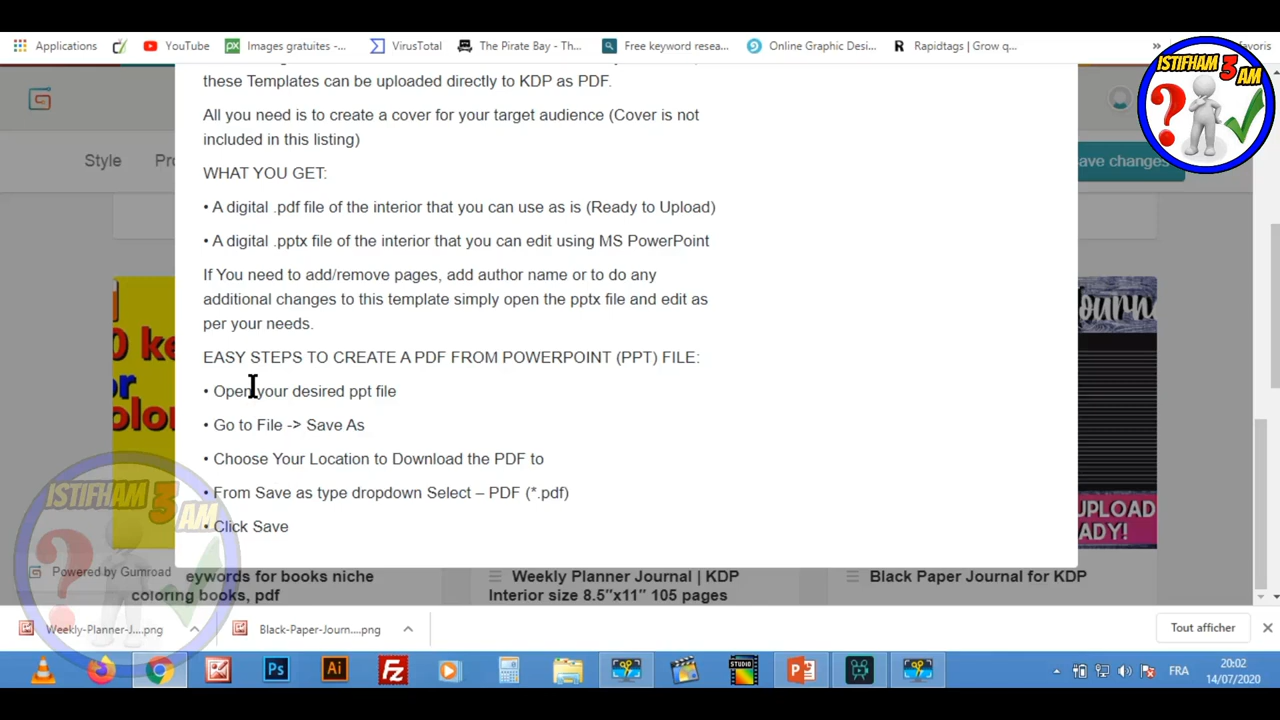 Applications
YouTube
Images gratuites -...
VirusTotal
The Pirate Bay - Th...
Free keyword resea...
Online Graphic Desi...
Rapidtags | Grow q...
»
favoris
ISTIFHAM 3 AM
these Templates can be uploaded directly to KDP as PDF.
All you need is to create a cover for your target audience (Cover is not
included in this listing)
Style
ave changes
WHAT YOU GET:
• A digital .pdf file of the interior that you can use as is (Ready to Upload)
• A digital .pptx file of the interior that you can edit using MS PowerPoint
If You need to add/remove pages, add author name or to do any
additional changes to this template simply open the pptx file and edit as
per your needs.
EASY STEPS TO CREATE A PDF FROM POWERPOINT (PPT) FILE:
• Open your desired ppt file
• Go to File -> Save As
• Choose Your Location to Download the PDF to
• From Save as type dropdown Select – PDF (*.pdf)
• Click Save
UPLOAD
ADY!
ISTIFHAM 3 AM
Powered by Gumroad
eywords for books niche
coloring books, pdf
Weekly Planner Journal | KDP
Interior size 8.5″x11″ 105 pages
Black Paper Journal for KDP
Weekly-Planner-J....png
Black-Paper-Journ....png
Tout afficher
Ps
Ai
Fz
STUDIO
FRA
20:02
14/07/2020